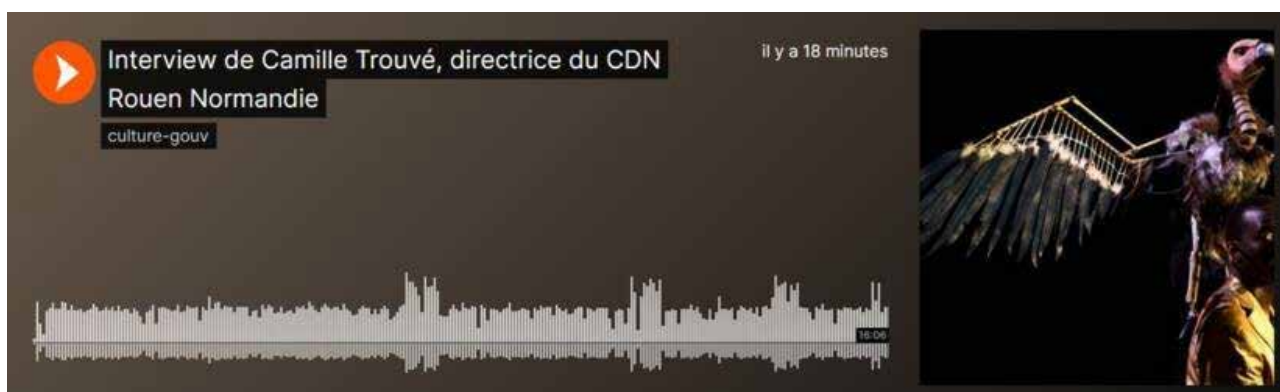 Interview de Camille Trouvé, directrice du CDN
Rouen Normandie
il y a 18 minutes
culture-gouv
16:06